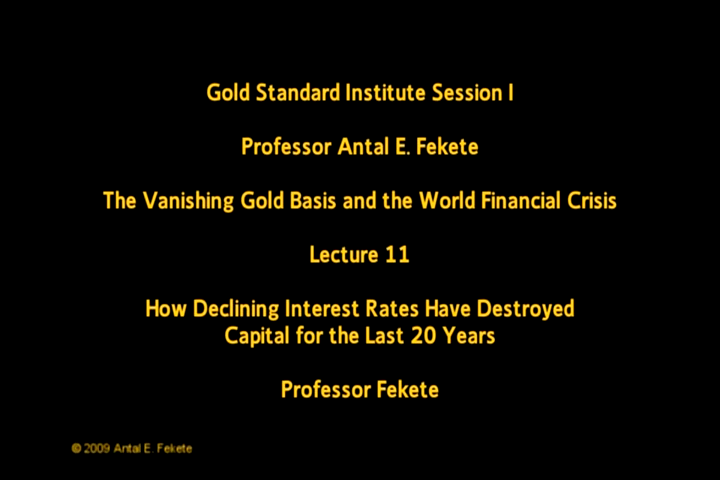 Gold Standard Institute Session I
Professor Antal E. Fekete
The Vanishing Gold Basis and the World Financial Crisis
Lecture 11
How Declining Interest Rates Have Destroyed
Capital for the Last 20 Years
Professor Fekete
© 2009 Antal E. Fekete